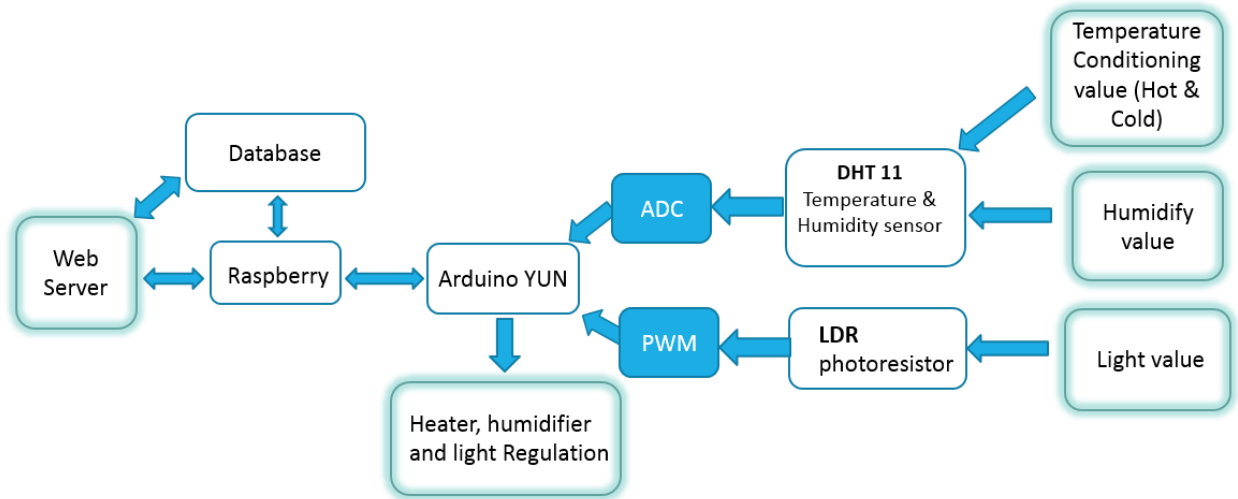 Temperature
Conditioning
value (Hot &
Cold)
Database
DHT 11
Temperature &
Humidity sensor
ADC
Humidify
value
Web
Server
Raspberry
Arduino YUN
PWM
LDR
photoresistor
Light value
Heater, humidifier
and light Regulation